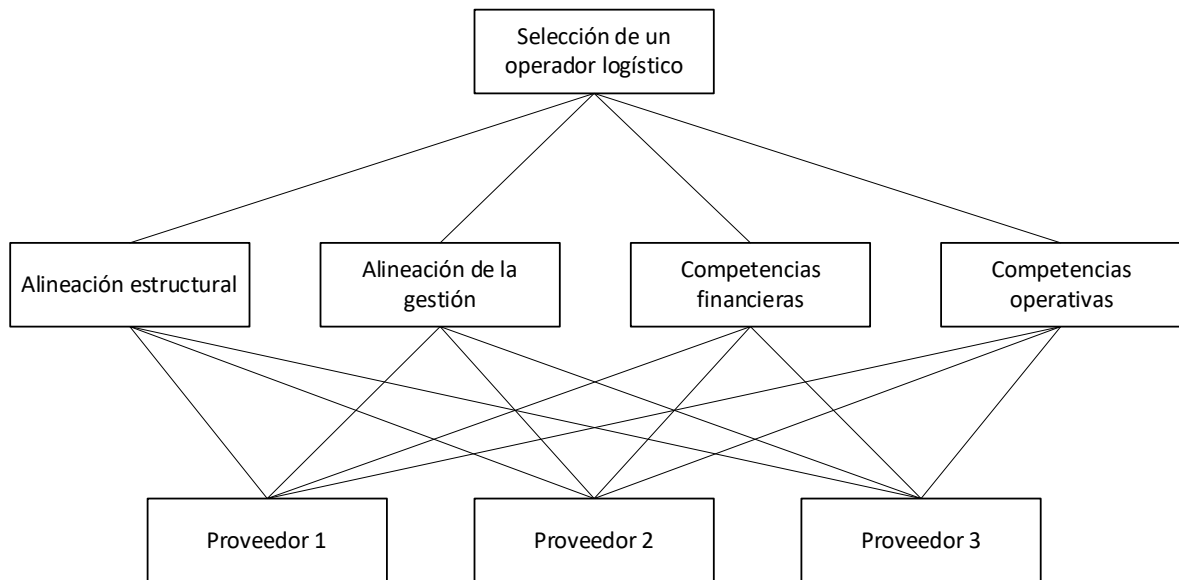 Selección de un
operador logístico
Alineación estructural
Alineación de la
gestión
Competencias
financieras
Competencias
operativas
Proveedor 1
Proveedor 2
Proveedor 3